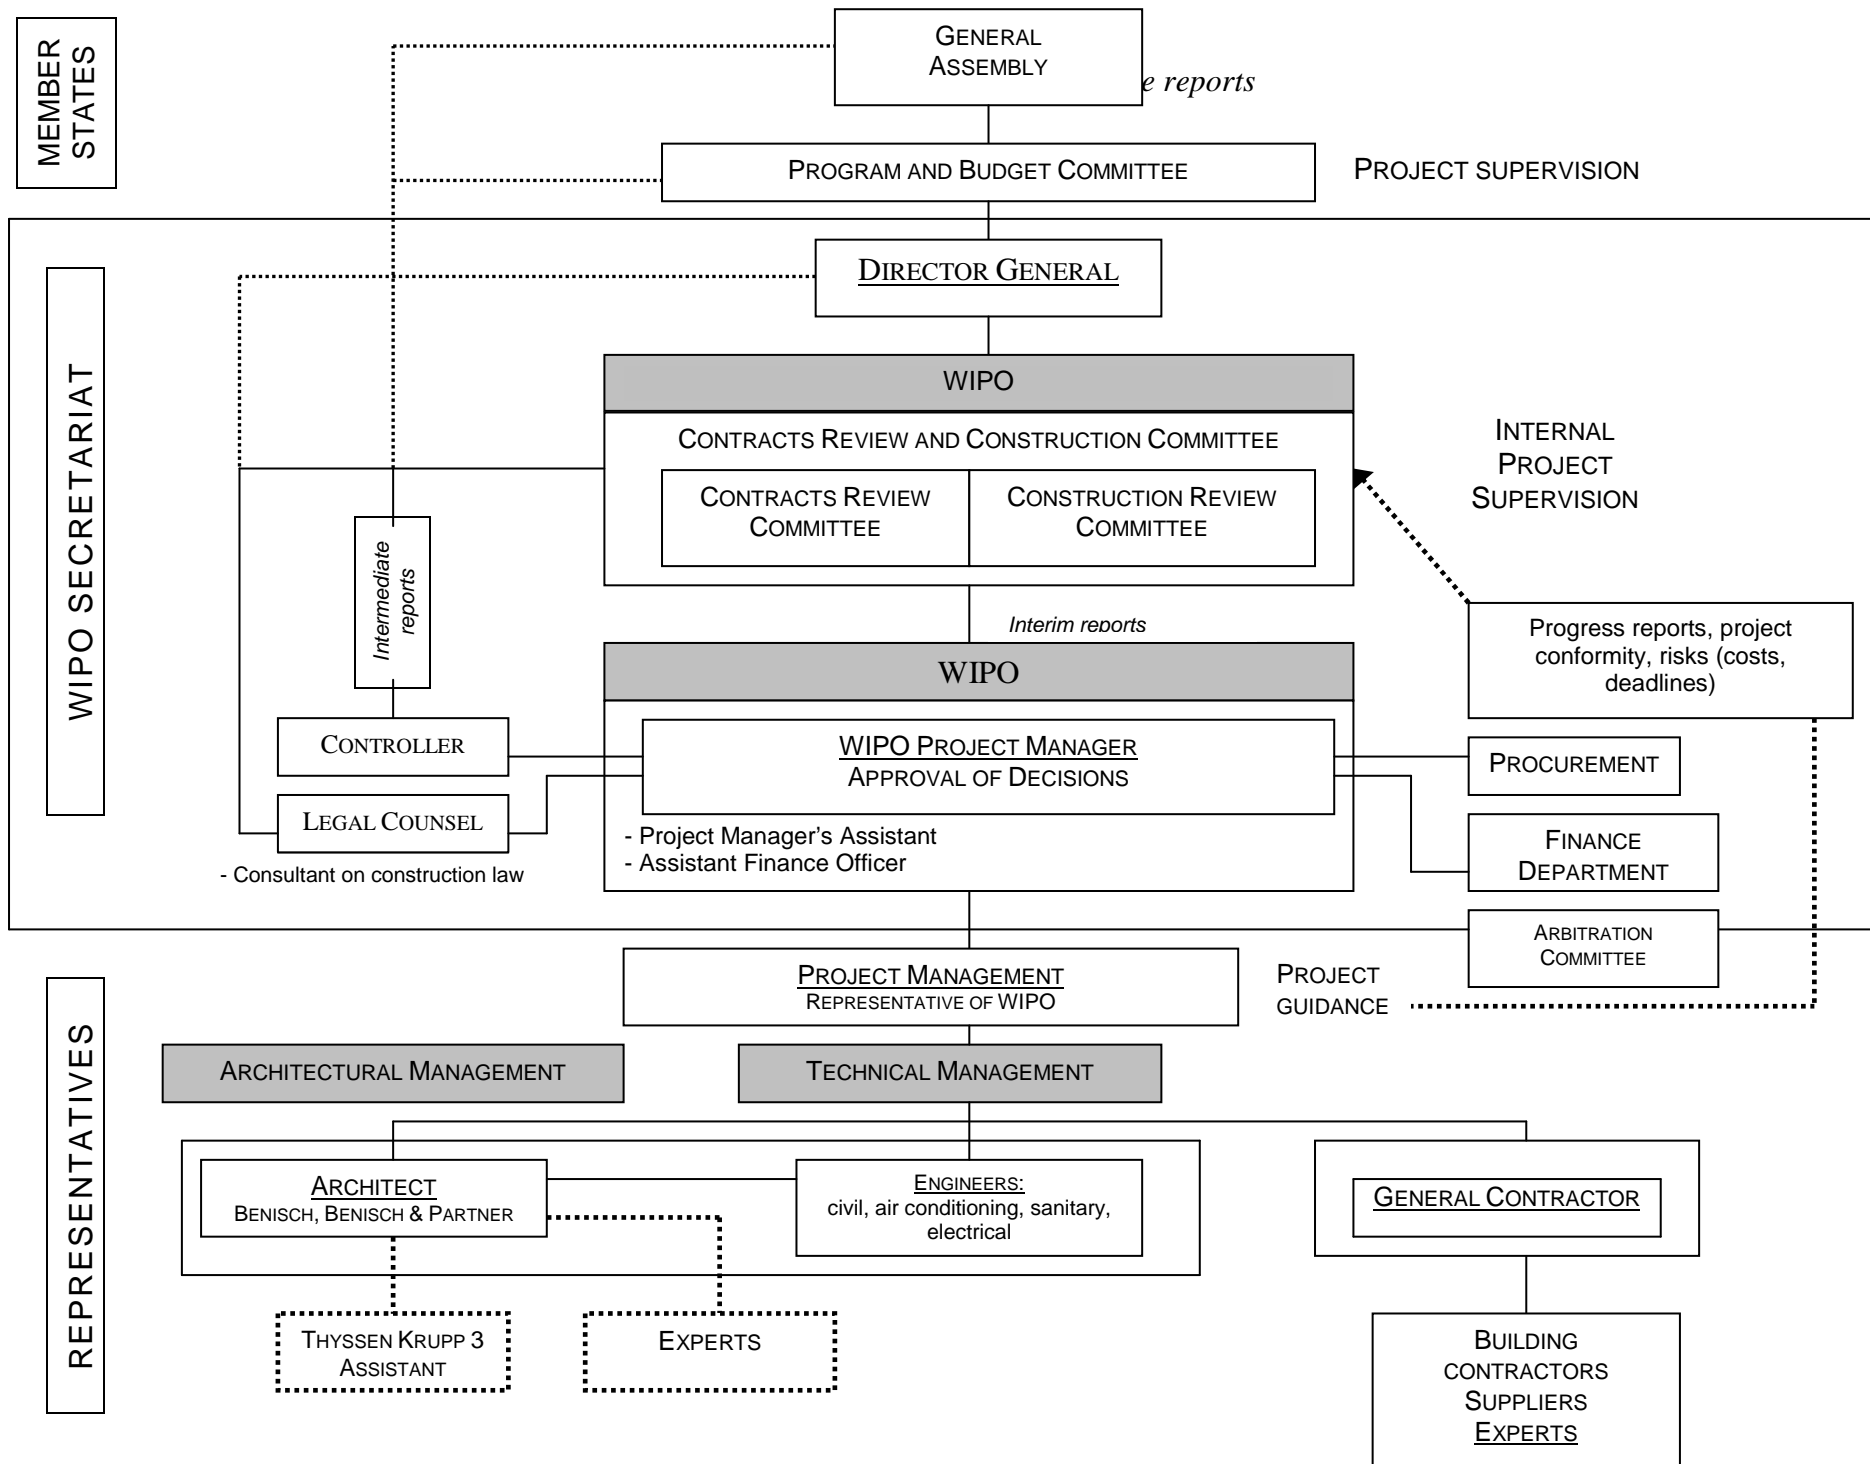 MEMBER
STATES
GENERAL
ASSEMBLY
e reports
PROGRAM AND BUDGET COMMITTEE
PROJECT SUPERVISION
WIPO SECRETARIAT
DIRECTOR GENERAL
WIPO
CONTRACTS REVIEW AND CONSTRUCTION COMMITTEE
CONTRACTS REVIEW
COMMITTEE
CONSTRUCTION REVIEW
COMMITTEE
INTERNAL
PROJECT
SUPERVISION
Intermediate
reports
Interim reports
Progress reports, project
conformity, risks (costs,
deadlines)
WIPO
CONTROLLER
WIPO PROJECT MANAGER
APPROVAL OF DECISIONS
PROCUREMENT
LEGAL COUNSEL
- Project Manager's Assistant
- Assistant Finance Officer
FINANCE
DEPARTMENT
- Consultant on construction law
ARBITRATION
COMMITTEE
REPRESENTATIVES
PROJECT MANAGEMENT
REPRESENTATIVE OF WIPO
PROJECT
GUIDANCE
ARCHITECTURAL MANAGEMENT
TECHNICAL MANAGEMENT
ARCHITECT
BENISCH, BENISCH & PARTNER
ENGINEERS:
civil, air conditioning, sanitary,
electrical
GENERAL CONTRACTOR
THYSSEN KRUPP 3
ASSISTANT
EXPERTS
BUILDING
CONTRACTORS
SUPPLIERS
EXPERTS